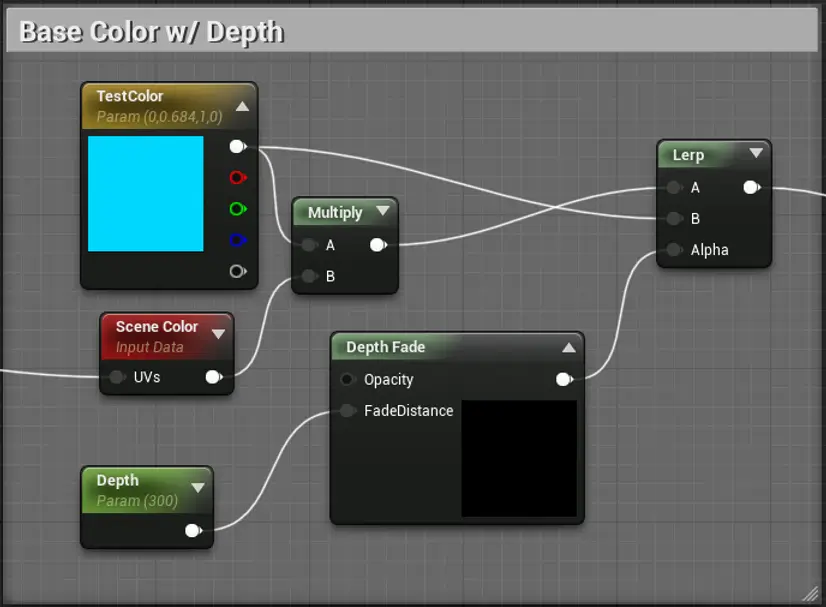 Base Color w/ Depth
TestColor
Param (0,0.684,1,0)
Lerp
A
B
Alpha
Multiply
A
B
Scene Color
Input Data
UVs
Depth Fade
Opacity
FadeDistance
Depth
Param (300)